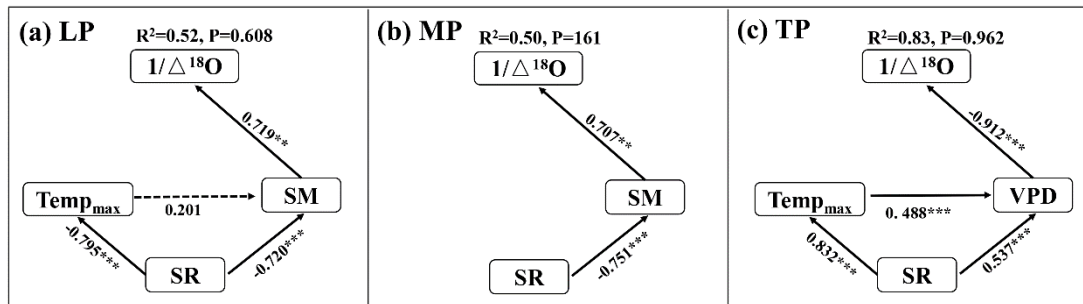 (a) LP
R²=0.52, P=0.608
1/△¹⁸O
0.719**
Temp_max
0.201
SM
-0.795***
-0.720***
SR
(b) MP
R²=0.50, P=161
1/△¹⁸O
0.707**
SM
-0.751***
SR
(c) TP
R²=0.83, P=0.962
1/△¹⁸O
-0.912***
Temp_max
0. 488***
VPD
0.832***
0.537***
SR